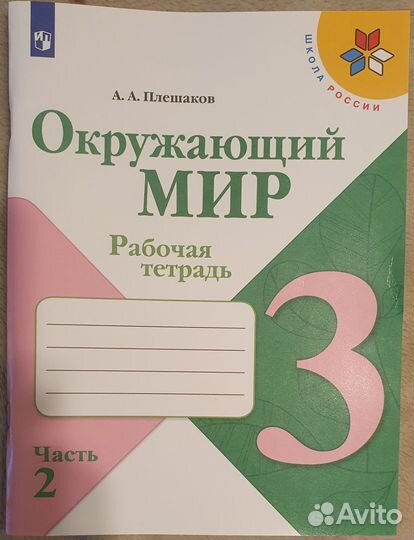 ШКОЛА РОССИИ
А. А. Плешаков
Окружающий
МИР
Рабочая
тетрадь
3
Часть
2
Avito